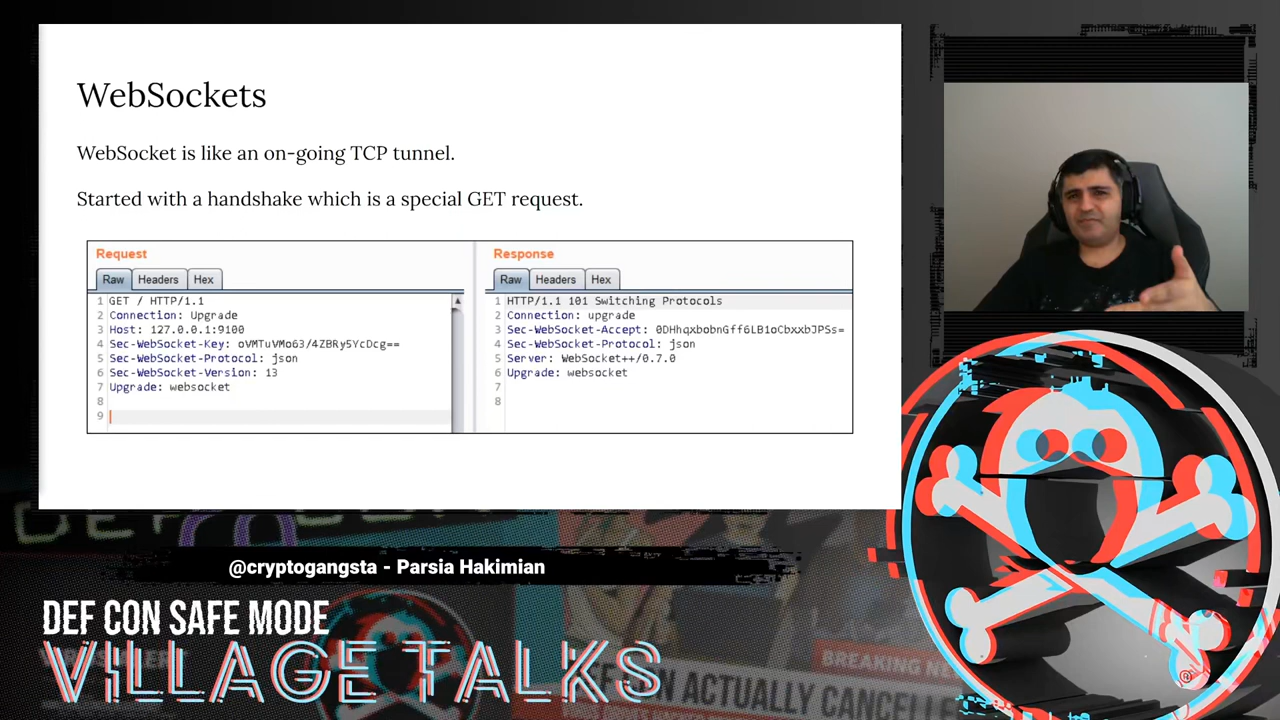 WebSockets
WebSocket is like an on-going TCP tunnel.
Started with a handshake which is a special GET request.
Request
Raw Headers Hex
1 GET / HTTP/1.1
2 Connection: Upgrade
3 Host: 127.0.0.1:9100
4 Sec-WebSocket-Key: oVMTuVMo63/4ZBRy5YcDcg==
5 Sec-WebSocket-Protocol: json
6 Sec-WebSocket-Version: 13
7 Upgrade: websocket
8
9
Response
Raw Headers Hex
1 HTTP/1.1 101 Switching Protocols
2 Connection: upgrade
3 Sec-WebSocket-Accept: 0DHhqxbobnGff6LB1oCbxxbJPSs=
4 Sec-WebSocket-Protocol: json
5 Server: WebSocket++/0.7.0
6 Upgrade: websocket
7
8
@cryptogangsta - Parsia Hakimian
DEF CON SAFE MODE
VILLAGE TALKS
BREAKING
CON ACTUALLY